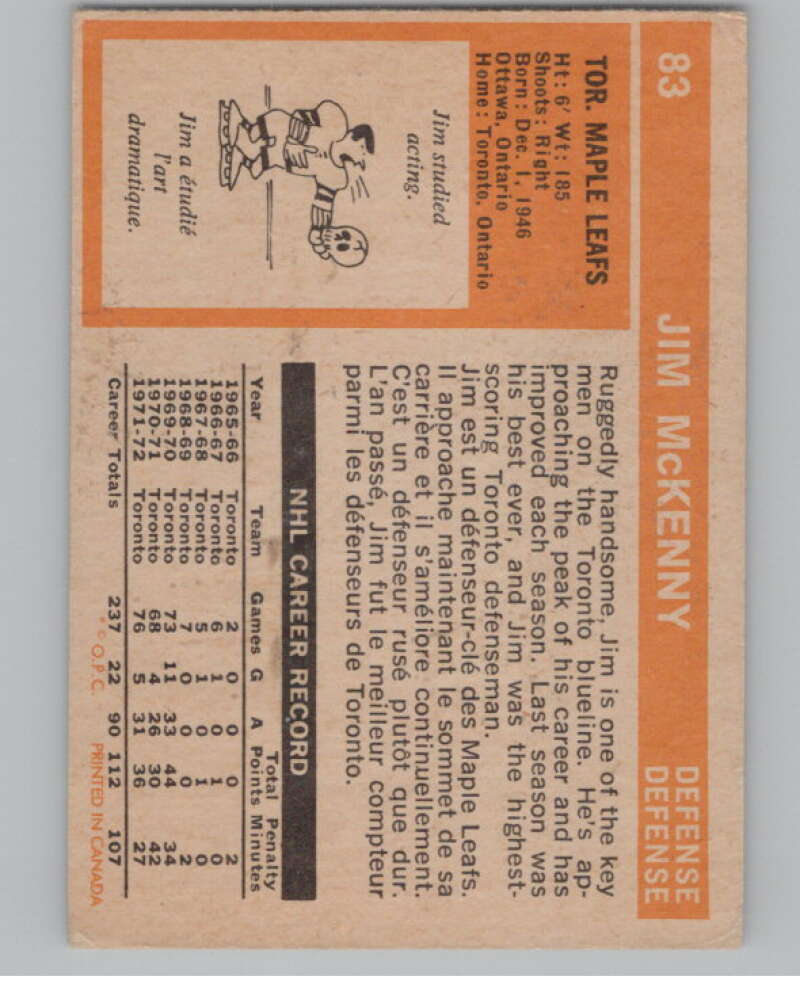 83 JIM McKENNY DEFENSE
DEFENSE
TOR. MAPLE LEAFS
Ht: 6' Wt: 185
Shoots: Right
Born: Dec. 1, 1946
Ottawa, Ontario
Home: Toronto, Ontario
Jim studied
acting.
Jim a étudié
l'art
dramatique.
Ruggedly handsome, Jim is one of the key
men on the Toronto blueline. He's ap-
proaching the peak of his career and has
improved each season. Last season was
his best ever, and Jim was the highest-
scoring Toronto defenseman.
Jim est un défenseur-clé des Maple Leafs.
Il approche maintenant le sommet de sa
carrière et il s'améliore continuellement.
C'est un défenseur rusé plutôt que dur.
L'an passé, Jim fut le meilleur compteur
parmi les défenseurs de Toronto.
NHL CAREER RECORD
Total Penalty
Year Team Games G A Points Minutes
1965-66 Toronto 2 0 0 0 2
1966-67 Toronto 6 1 0 1 0
1967-68 Toronto 5 1 0 1 0
1968-69 Toronto 7 0 0 0 2
1969-70 Toronto 73 11 33 44 34
1970-71 Toronto 68 4 26 30 42
1971-72 Toronto 76 5 31 36 27
Career Totals 237 22 90 112 107
* © O.P.C. PRINTED IN CANADA